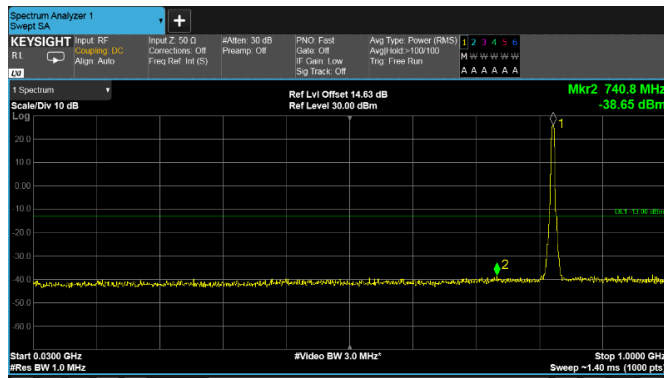 Spectrum Analyzer 1
Swept SA
+
KEYSIGHT Input: RF Input Z: 50 Ω #Atten: 30 dB PNO: Fast Avg Type: Power (RMS) 1 2 3 4 5 6
RL Coupling: DC Corrections: Off Preamp: Off Gate: Off Avg|Hold:>100/100 M W W W W W
Align: Auto Freq Ref: Int (S) IF Gain: Low Trig: Free Run
LXI Sig Track: Off A A A A A A
1 Spectrum Ref Lvl Offset 14.63 dB Mkr2 740.8 MHz
Scale/Div 10 dB Ref Level 30.00 dBm -38.65 dBm
Log
1
20.0
10.0
0.00
-10.0
DL1 -13.00 dBm
-20.0
-30.0
2
-40.0
-50.0
-60.0
Start 0.0300 GHz #Video BW 3.0 MHz* Stop 1.0000 GHz
#Res BW 1.0 MHz Sweep ~1.40 ms (1000 pts)